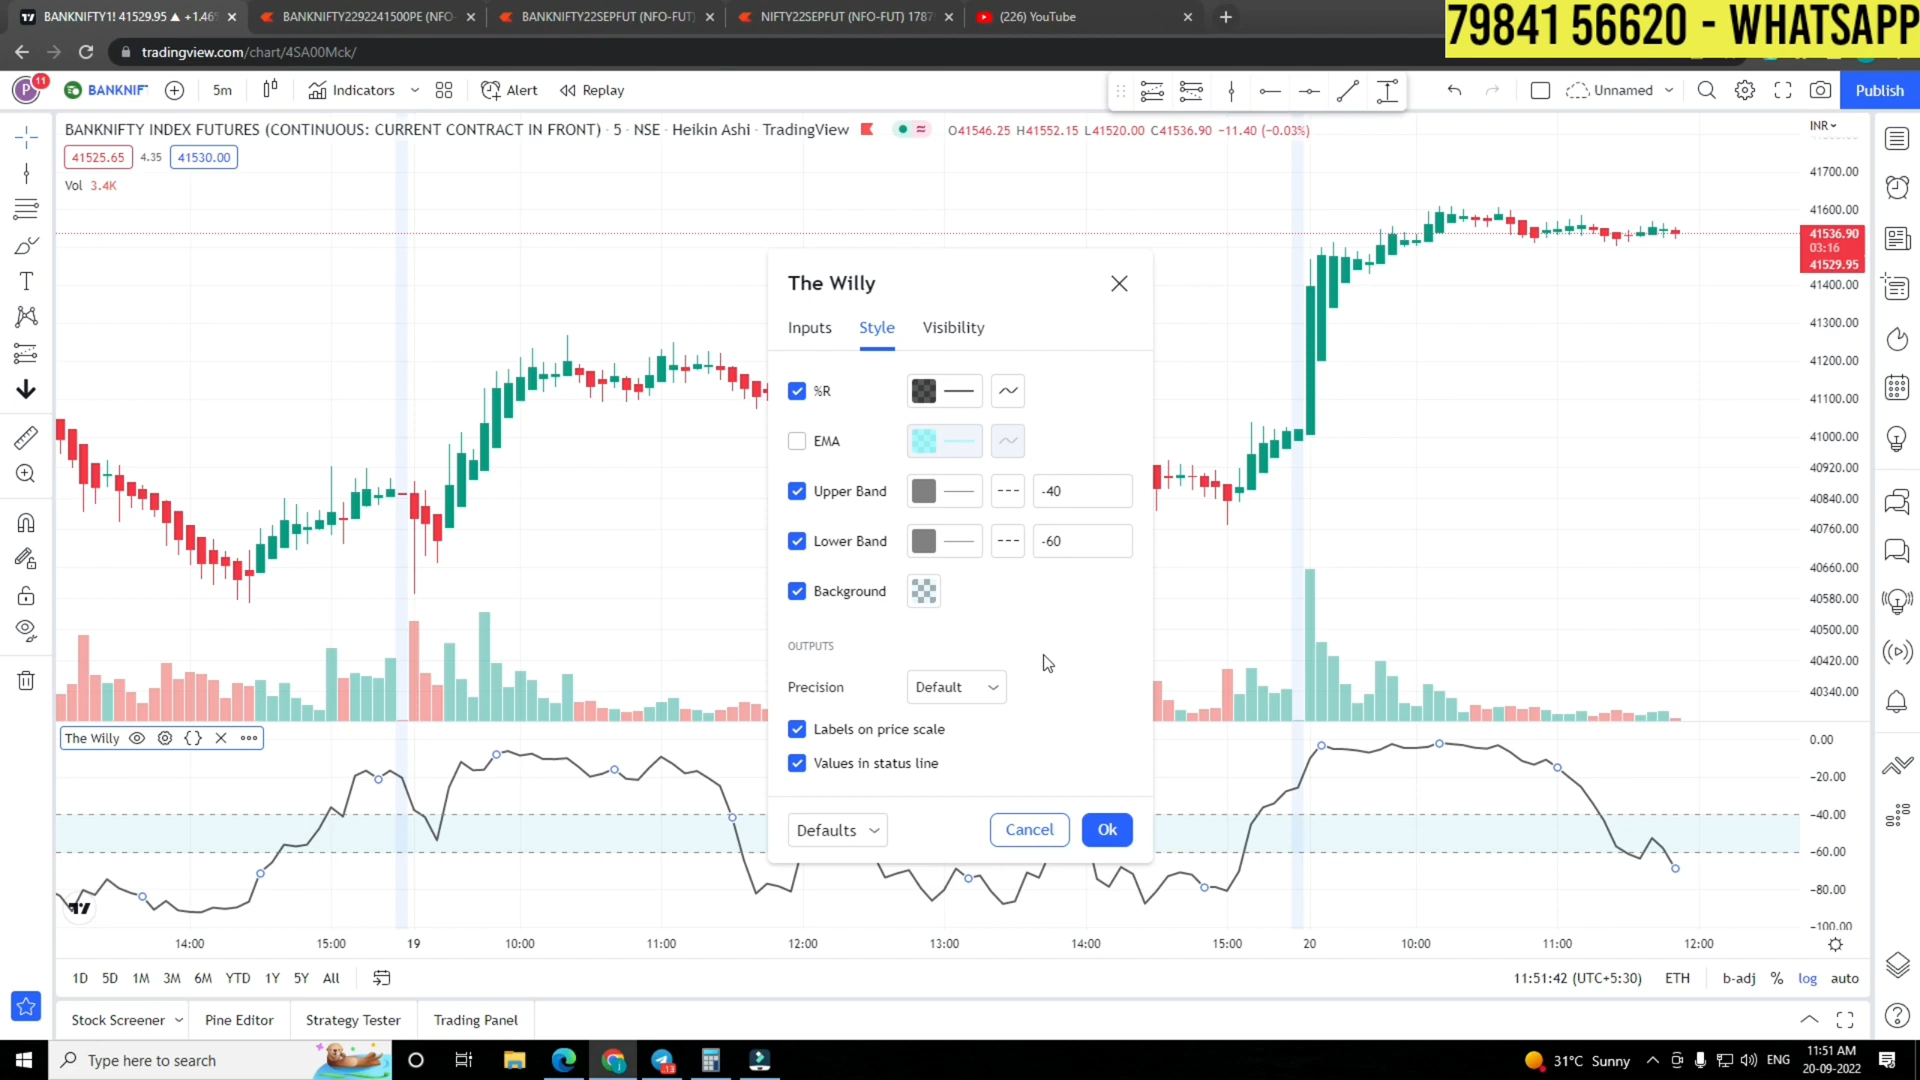 BANKNIFTY1! 41529.95 ▲ +1.46
BANKNIFTY2292241500PE (NFO-
BANKNIFTY22SEPFUT (NFO-FUT)
NIFTY22SEPFUT (NFO-FUT) 1787
(226) YouTube
79841 56620 - WHATSAPP
tradingview.com/chart/4SA00Mck/
P
11
BANKNIF
5m
Indicators
Alert
Replay
Unnamed
Publish
BANKNIFTY INDEX FUTURES (CONTINUOUS: CURRENT CONTRACT IN FRONT) · 5 · NSE · Heikin Ashi · TradingView
O41546.25 H41552.15 L41520.00 C41536.90 −11.40 (−0.03%)
INR
41525.65
4.35
41530.00
Vol 3.4K
41700.00
41600.00
41536.90
03:16
41529.95
41400.00
41300.00
41200.00
41100.00
41000.00
40920.00
40840.00
40760.00
40660.00
40580.00
40500.00
40420.00
40340.00
The Willy
Inputs
Style
Visibility
%R
EMA
Upper Band
-40
Lower Band
-60
Background
OUTPUTS
Precision
Default
Labels on price scale
Values in status line
Defaults
Cancel
Ok
The Willy
0.00
−20.00
−40.00
−60.00
−80.00
−100.00
14:00
15:00
19
10:00
11:00
12:00
13:00
14:00
15:00
20
10:00
11:00
12:00
1D 5D 1M 3M 6M YTD 1Y 5Y All
11:51:42 (UTC+5:30)
ETH
b-adj
%
log
auto
Stock Screener
Pine Editor
Strategy Tester
Trading Panel
Type here to search
13
31°C Sunny
ENG
11:51 AM
20-09-2022